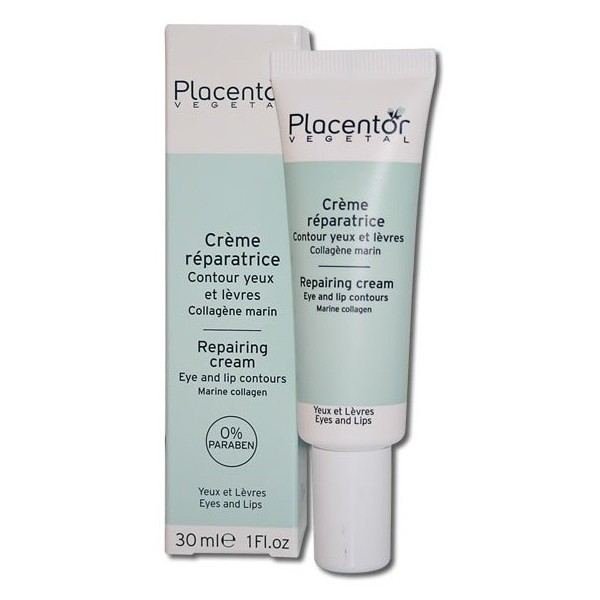 Placentor
VEGETAL
Crème
réparatrice
Contour yeux
et lèvres
Collagène marin
Repairing
cream
Eye and lip contours
Marine collagen
0%
PARABEN
Yeux et Lèvres
Eyes and Lips
30 ml℮ 1Fl.oz
Placentor
VEGETAL
Crème
réparatrice
Contour yeux et lèvres
Collagène marin
Repairing cream
Eye and lip contours
Marine collagen
Yeux et Lèvres
Eyes and Lips